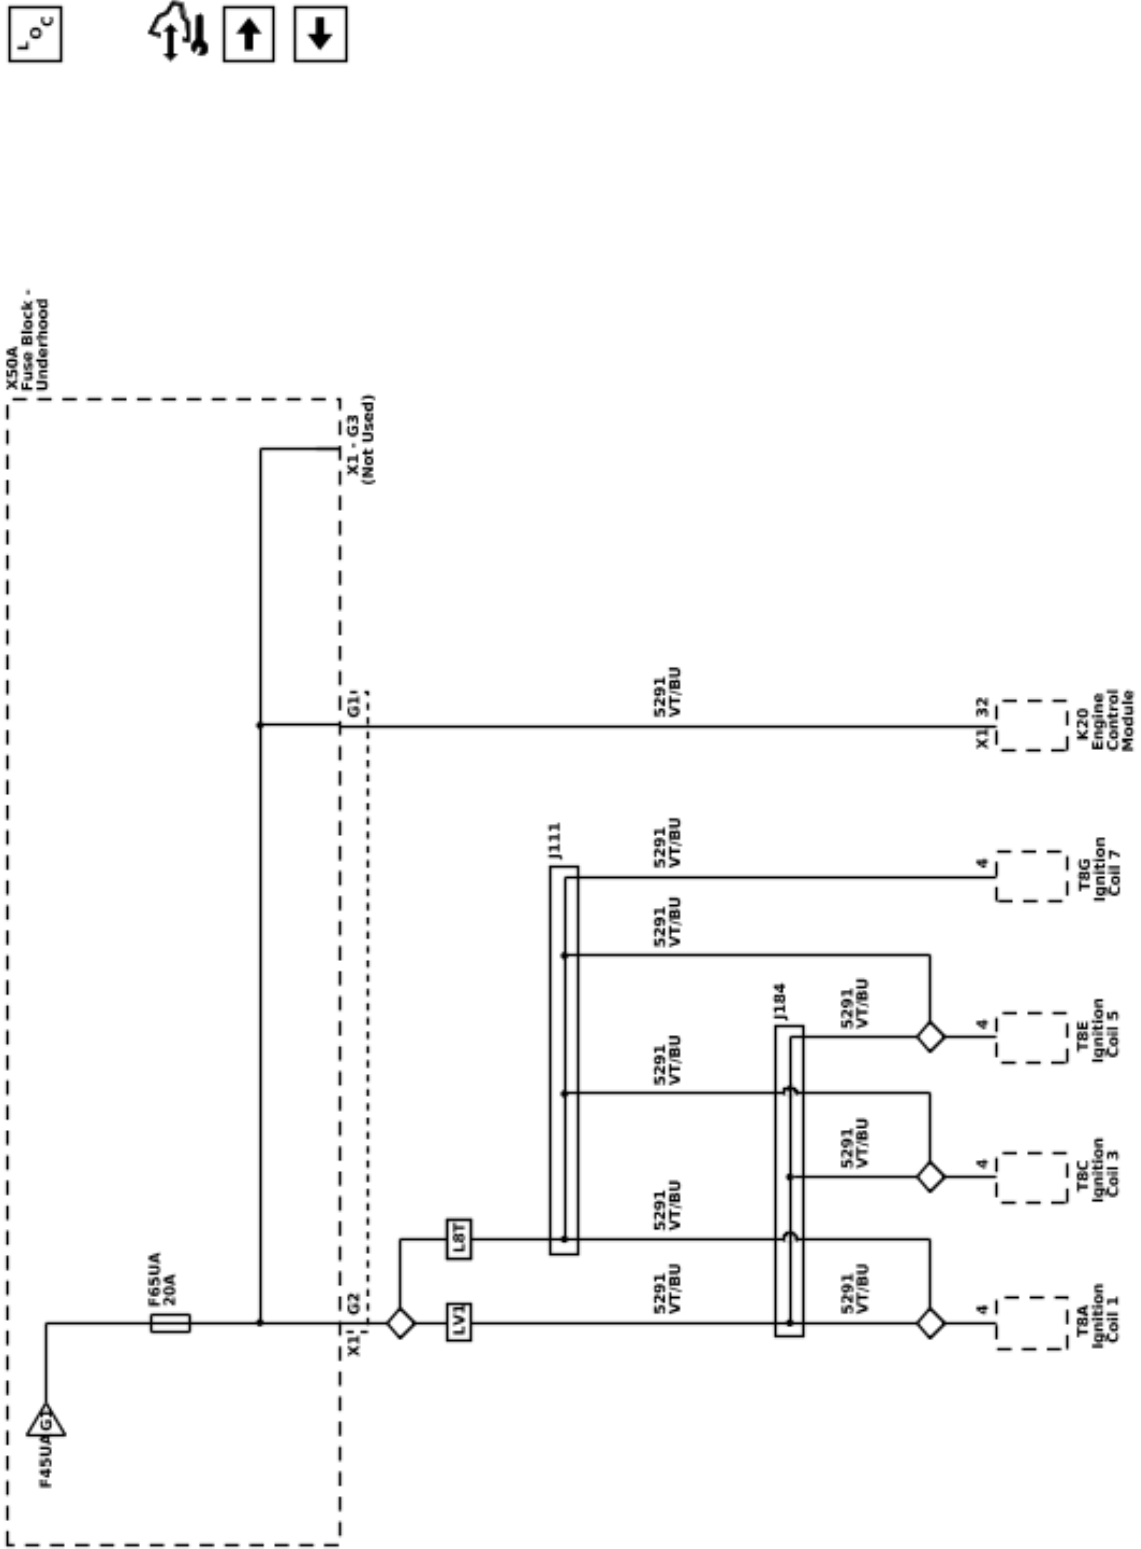 LOC
X50A
Fuse Block -
Underhood
F45UA G1
F65UA
20A
X1 G2
G1
X1 - G3
(Not Used)
LV1
L8T
J111
5291
VT/BU
5291
VT/BU
5291
VT/BU
5291
VT/BU
5291
VT/BU
5291
VT/BU
J184
5291
VT/BU
5291
VT/BU
5291
VT/BU
4
4
4
4
X1 32
T8A
Ignition
Coil 1
T8C
Ignition
Coil 3
T8E
Ignition
Coil 5
T8G
Ignition
Coil 7
K20
Engine
Control
Module